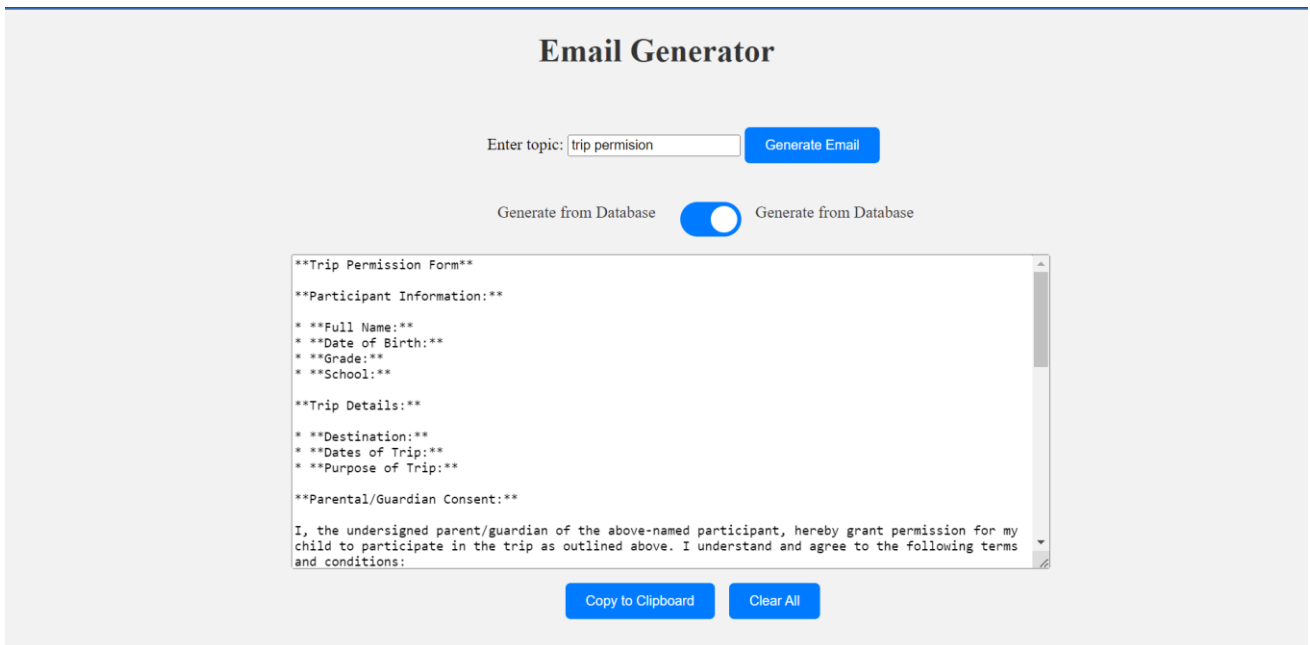 Email Generator
Enter topic: trip permision Generate Email
Generate from Database Generate from Database
**Trip Permission Form**
**Participant Information:**
* **Full Name:**
* **Date of Birth:**
* **Grade:**
* **School:**
**Trip Details:**
* **Destination:**
* **Dates of Trip:**
* **Purpose of Trip:**
**Parental/Guardian Consent:**
I, the undersigned parent/guardian of the above-named participant, hereby grant permission for my
child to participate in the trip as outlined above. I understand and agree to the following terms
and conditions:
Copy to Clipboard Clear All